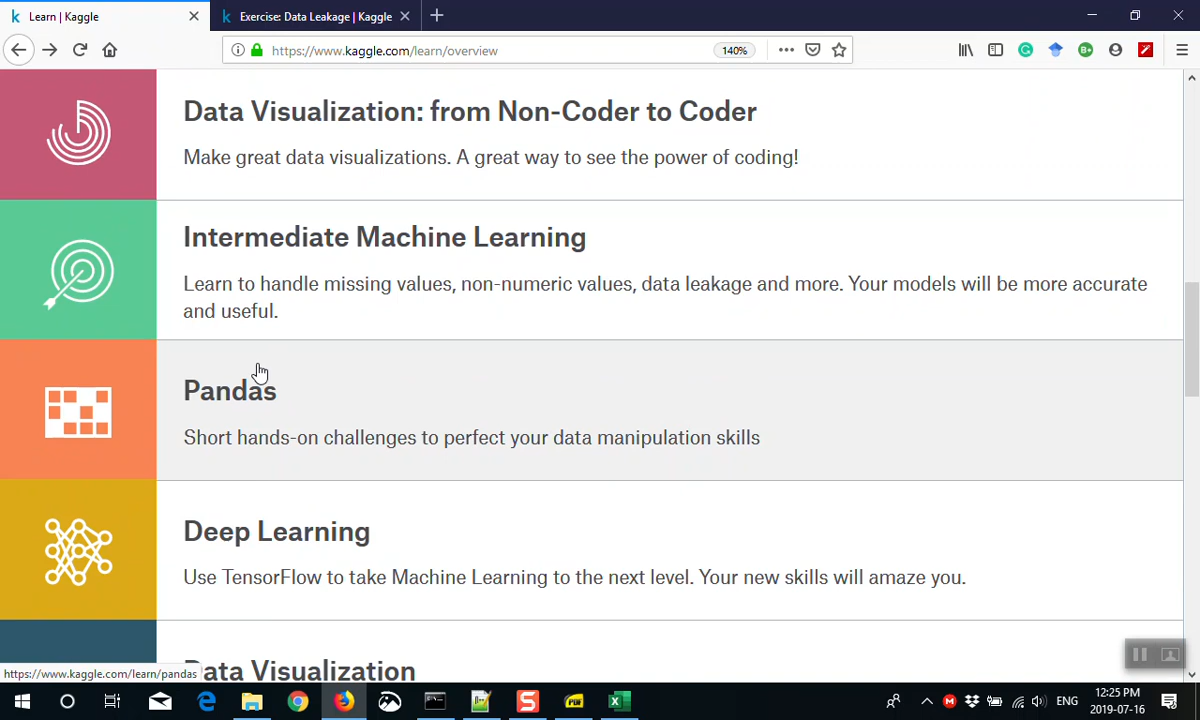 Learn | Kaggle
Exercise: Data Leakage | Kaggle
https://www.kaggle.com/learn/overview
140%
Data Visualization: from Non-Coder to Coder
Make great data visualizations. A great way to see the power of coding!
Intermediate Machine Learning
Learn to handle missing values, non-numeric values, data leakage and more. Your models will be more accurate
and useful.
Pandas
Short hands-on challenges to perfect your data manipulation skills
Deep Learning
Use TensorFlow to take Machine Learning to the next level. Your new skills will amaze you.
Data Visualization
https://www.kaggle.com/learn/pandas
ENG
12:25 PM
2019-07-16